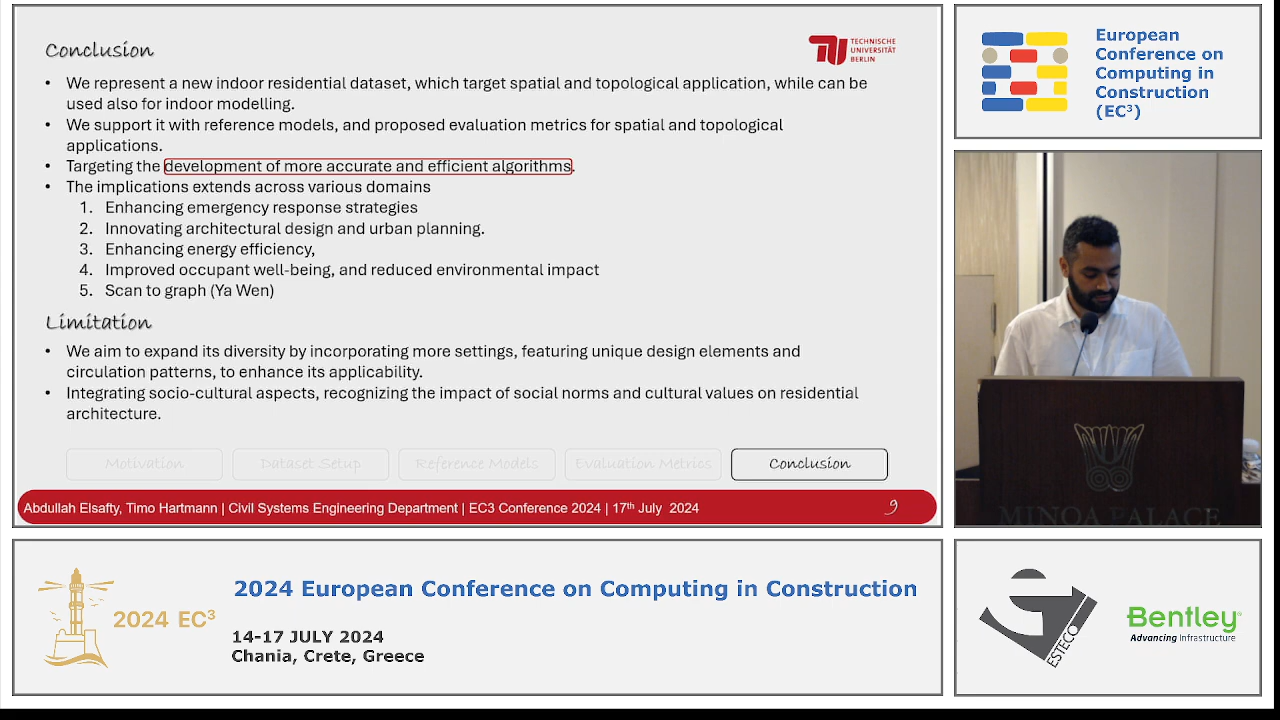 Conclusion
TECHNISCHE
UNIVERSITÄT
BERLIN
• We represent a new indoor residential dataset, which target spatial and topological application, while can be
used also for indoor modelling.
• We support it with reference models, and proposed evaluation metrics for spatial and topological
applications.
• Targeting the development of more accurate and efficient algorithms.
• The implications extends across various domains
1. Enhancing emergency response strategies
2. Innovating architectural design and urban planning.
3. Enhancing energy efficiency,
4. Improved occupant well-being, and reduced environmental impact
5. Scan to graph (Ya Wen)
Limitation
• We aim to expand its diversity by incorporating more settings, featuring unique design elements and
circulation patterns, to enhance its applicability.
• Integrating socio-cultural aspects, recognizing the impact of social norms and cultural values on residential
architecture.
Motivation Dataset Setup Reference Models Evaluation Metrics Conclusion
Abdullah Elsafty, Timo Hartmann | Civil Systems Engineering Department | EC3 Conference 2024 | 17th July 2024 9
European
Conference on
Computing in
Construction
(EC³)
MINOA PALACE
2024 EC³
2024 European Conference on Computing in Construction
14-17 JULY 2024
Chania, Crete, Greece
ESTECO
Bentley
Advancing Infrastructure